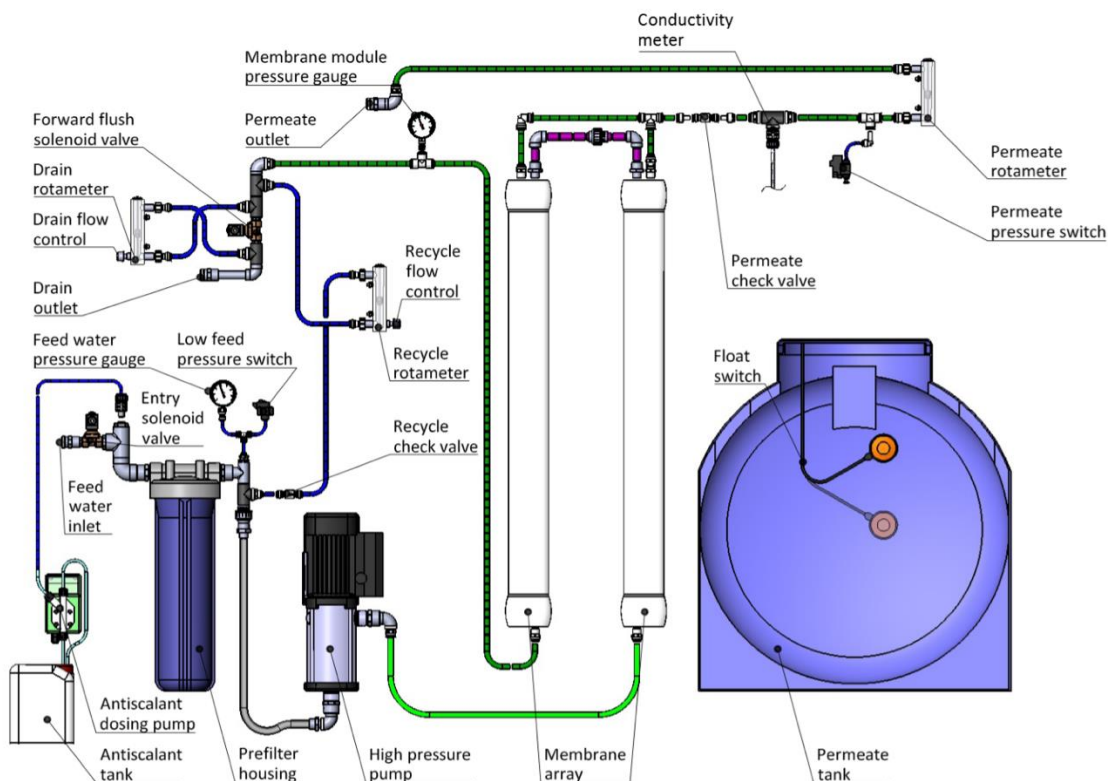 Conductivity
meter
Membrane module
pressure gauge
Permeate
outlet
Forward flush
solenoid valve
Drain
rotameter
Drain flow
control
Drain
outlet
Permeate
rotameter
Permeate
pressure switch
Permeate
check valve
Recycle
flow
control
Recycle
rotameter
Feed water
pressure gauge
Low feed
pressure switch
Entry
solenoid
valve
Recycle
check valve
Float
switch
Feed
water
inlet
Antiscalant
dosing pump
Antiscalant
tank
Prefilter
housing
High pressure
pump
Membrane
array
Permeate
tank